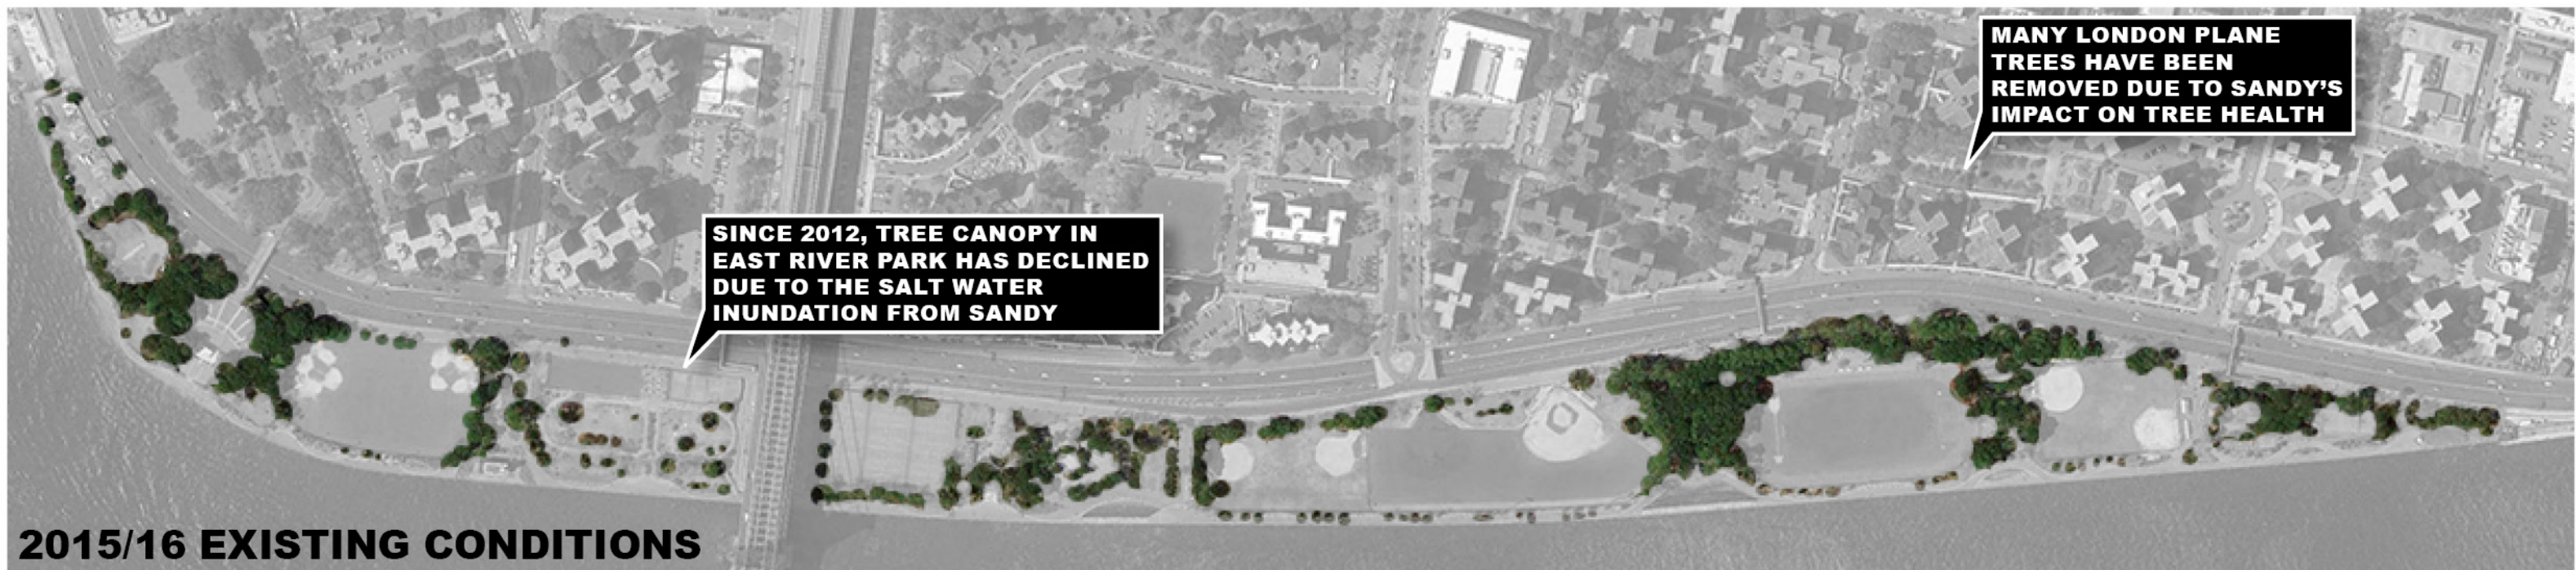 MANY LONDON PLANE
TREES HAVE BEEN
REMOVED DUE TO SANDY'S
IMPACT ON TREE HEALTH
SINCE 2012, TREE CANOPY IN
EAST RIVER PARK HAS DECLINED
DUE TO THE SALT WATER
INUNDATION FROM SANDY
2015/16 EXISTING CONDITIONS